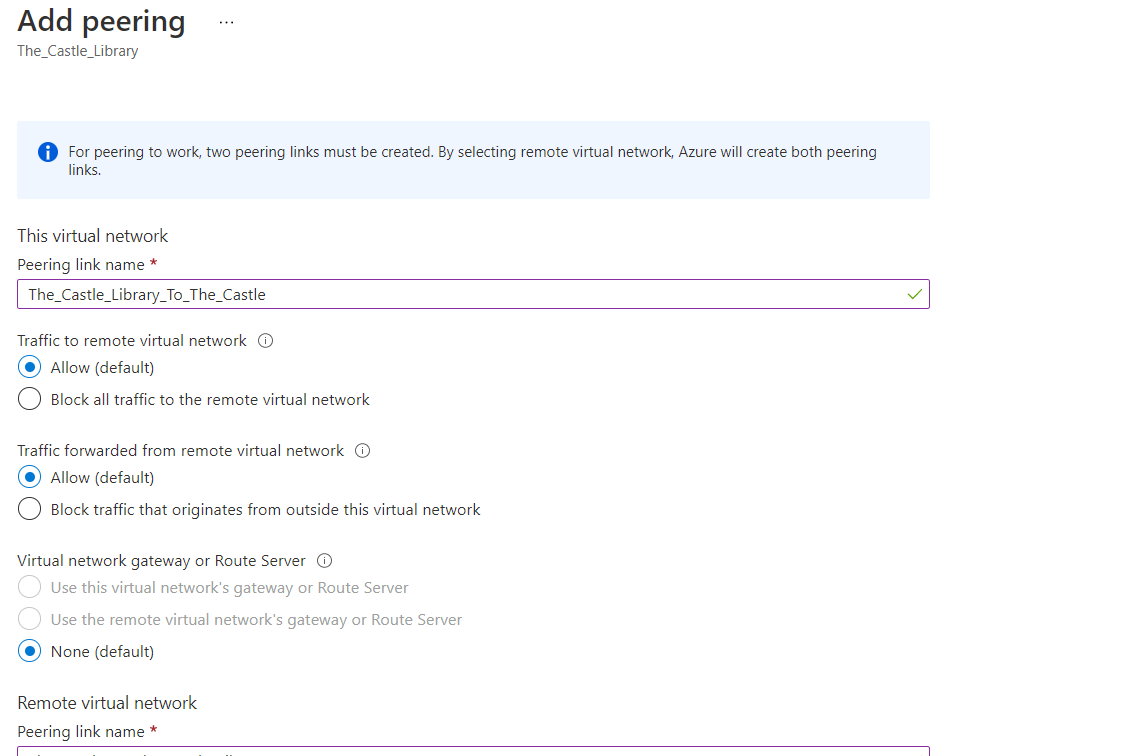 Add peering ...
The_Castle_Library
For peering to work, two peering links must be created. By selecting remote virtual network, Azure will create both peering
links.
This virtual network
Peering link name *
The_Castle_Library_To_The_Castle
Traffic to remote virtual network
Allow (default)
Block all traffic to the remote virtual network
Traffic forwarded from remote virtual network
Allow (default)
Block traffic that originates from outside this virtual network
Virtual network gateway or Route Server
Use this virtual network's gateway or Route Server
Use the remote virtual network's gateway or Route Server
None (default)
Remote virtual network
Peering link name *